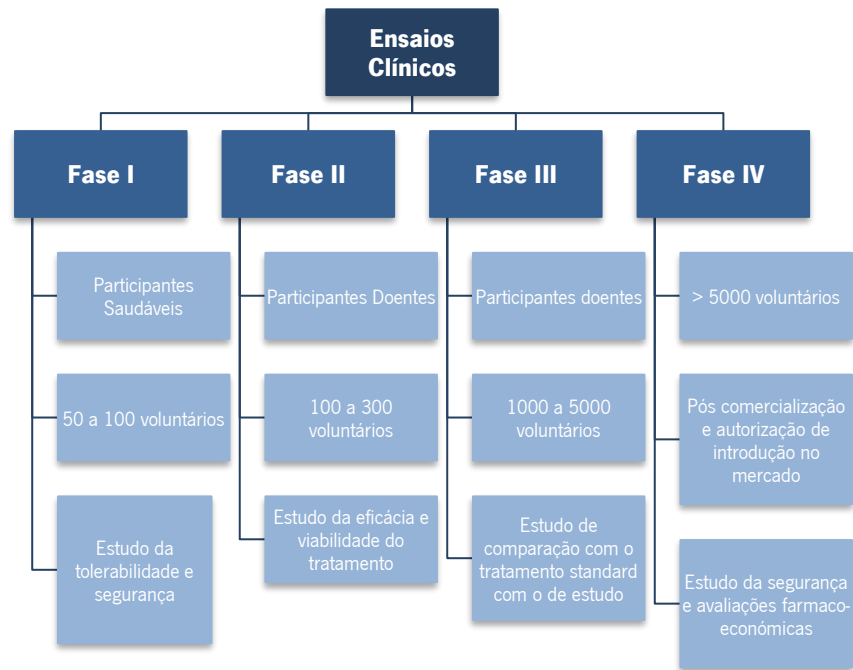 Ensaios
Clínicos
Fase I
Participantes
Saudáveis
50 a 100 voluntários
Estudo da
tolerabilidade e
segurança
Fase II
Participantes Doentes
100 a 300
voluntários
Estudo da eficácia e
viabilidade do
tratamento
Fase III
Participantes doentes
1000 a 5000
voluntários
Estudo de
comparação com o
tratamento standard
com o de estudo
Fase IV
> 5000 voluntários
Pós comercialização
e autorização de
introdução no
mercado
Estudo da segurança
e avaliações farmaco-
económicas